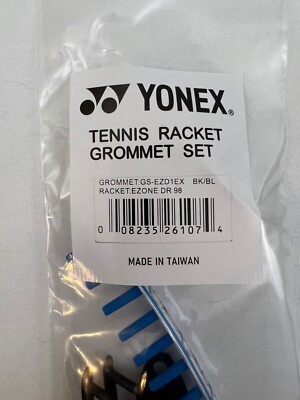 YONEX®
TENNIS RACKET
GROMMET SET
GROMMET:GS-EZD1EX BK/BL
RACKET:EZONE DR 98
0 08235 26107 4
MADE IN TAIWAN